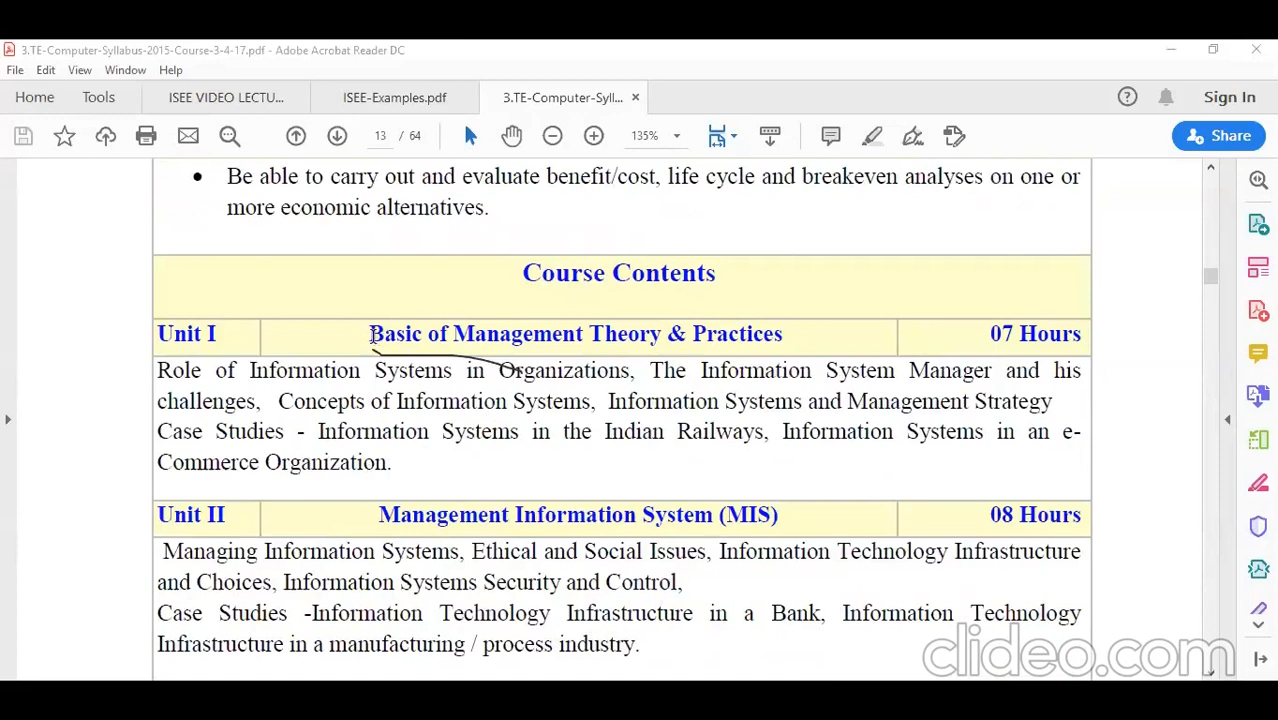 3.TE-Computer-Syllabus-2015-Course-3-4-17.pdf - Adobe Acrobat Reader DC
File Edit View Window Help
Home Tools ISEE VIDEO LECTU... ISEE-Examples.pdf 3.TE-Computer-Syll... × Sign In
13 / 64 135% Share
• Be able to carry out and evaluate benefit/cost, life cycle and breakeven analyses on one or
more economic alternatives.
Course Contents
Unit I Basic of Management Theory & Practices 07 Hours
Role of Information Systems in Organizations, The Information System Manager and his
challenges, Concepts of Information Systems, Information Systems and Management Strategy
Case Studies - Information Systems in the Indian Railways, Information Systems in an e-
Commerce Organization.
Unit II Management Information System (MIS) 08 Hours
Managing Information Systems, Ethical and Social Issues, Information Technology Infrastructure
and Choices, Information Systems Security and Control,
Case Studies -Information Technology Infrastructure in a Bank, Information Technology
Infrastructure in a manufacturing / process industry.
clideo.com